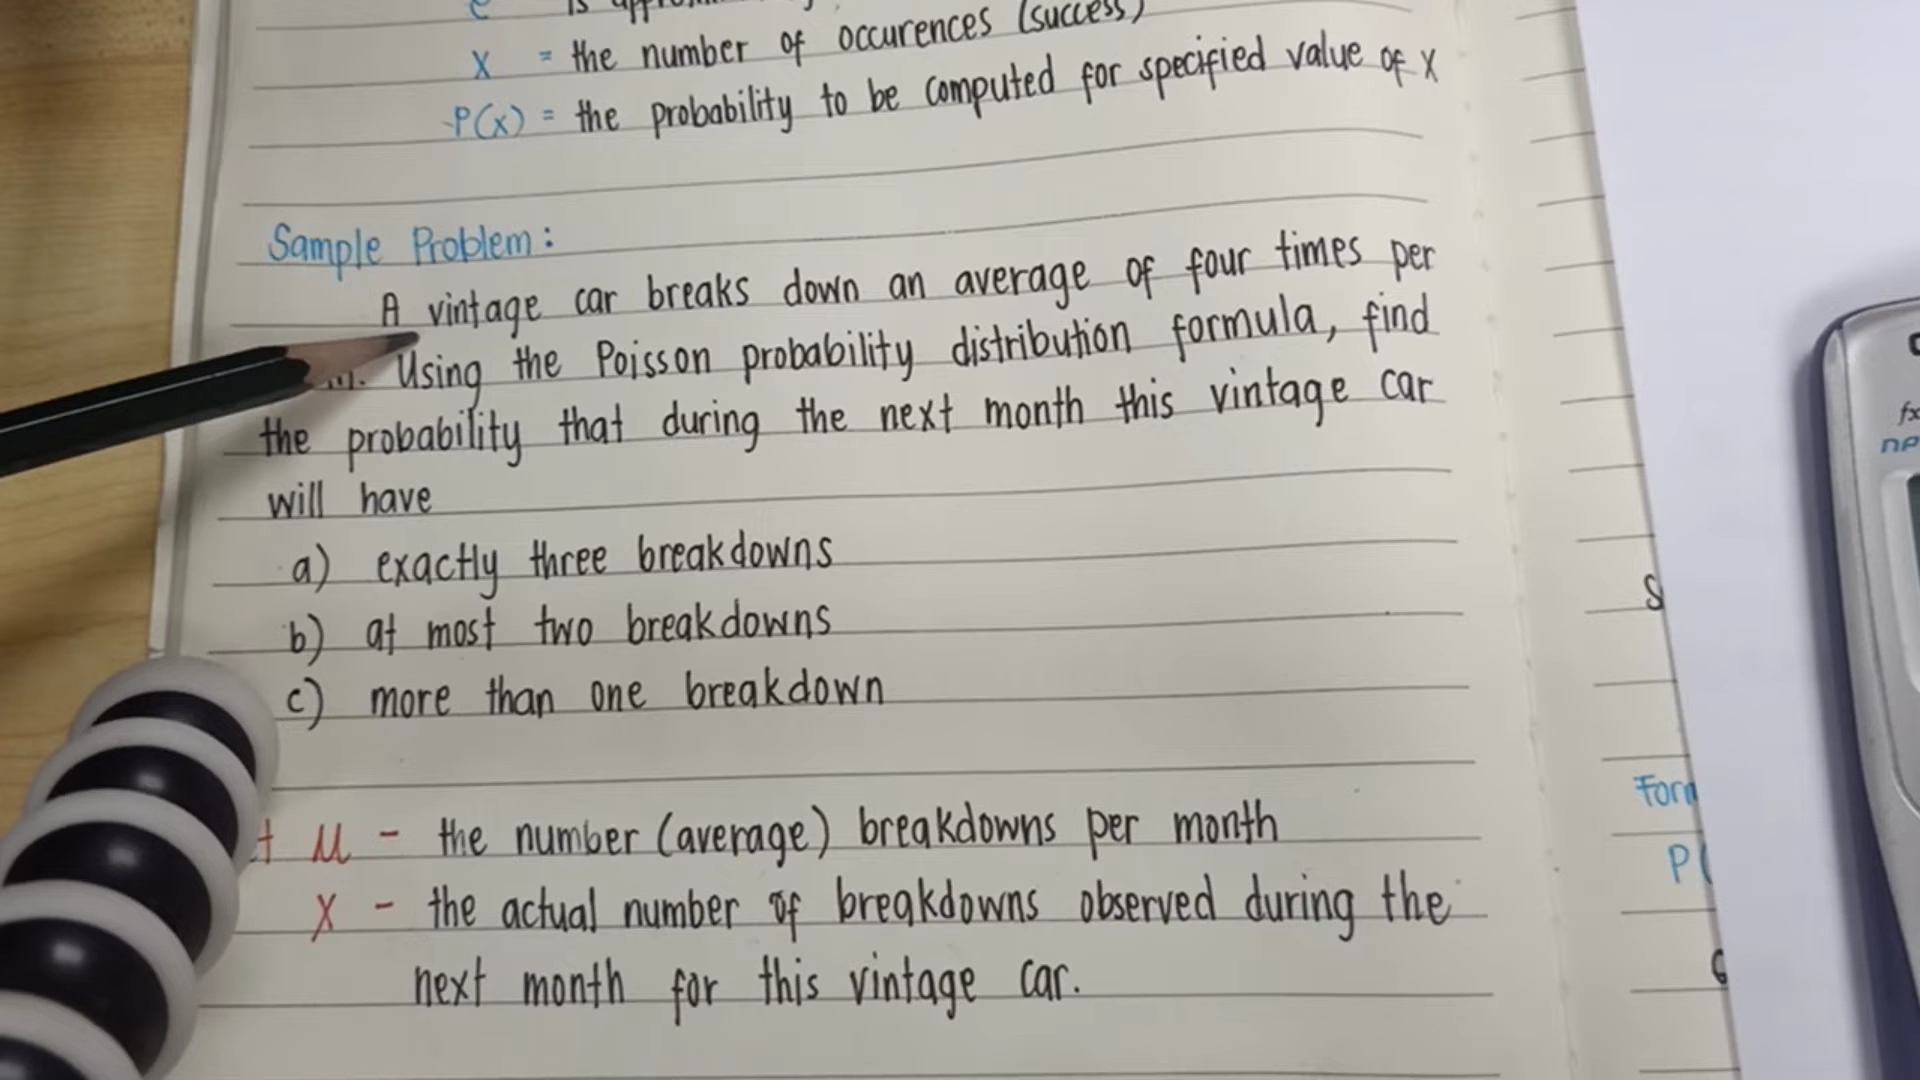 e is
X = the number of occurences (success)
P(x) = the probability to be computed for specified value of X
Sample Problem:
A vintage car breaks down an average of four times per
Using the Poisson probability distribution formula, find
the probability that during the next month this vintage car
will have
a) exactly three breakdowns
b) at most two breakdowns
c) more than one breakdown
μ - the number (average) breakdowns per month
X - the actual number of breakdowns observed during the
next month for this vintage car.
S
Form
P(
fx